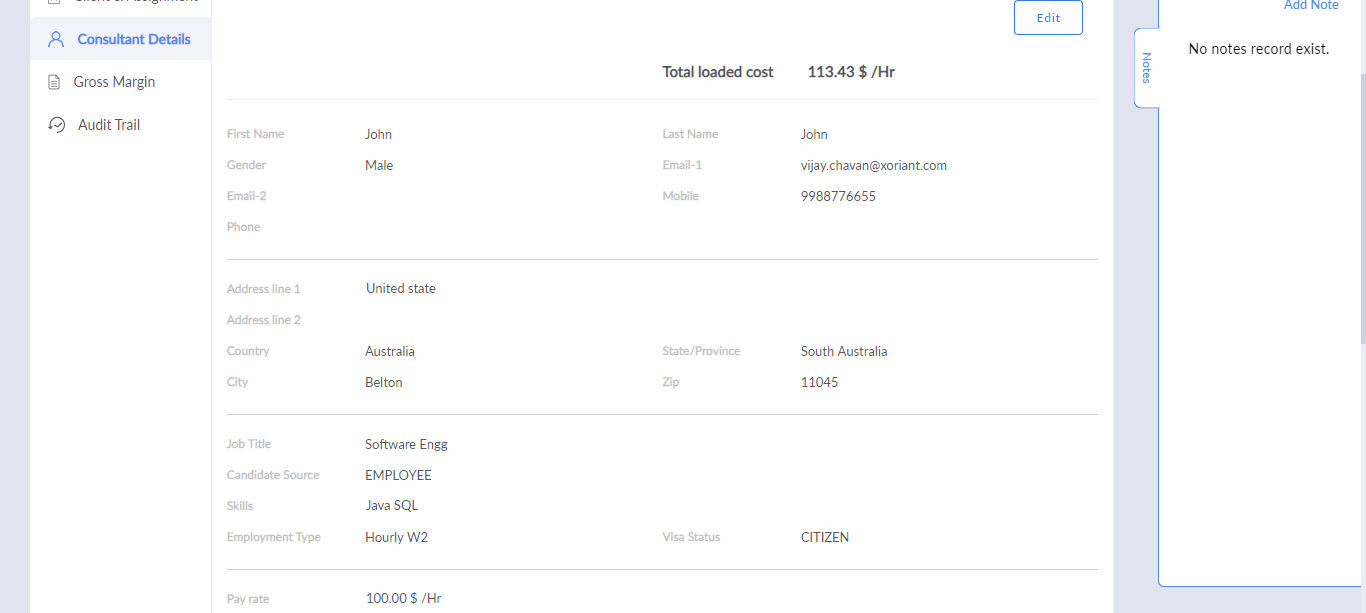 Client & Assignment
Consultant Details
Gross Margin
Audit Trail
Edit
Total loaded cost 113.43 $ /Hr
First Name John Last Name John
Gender Male Email-1 vijay.chavan@xoriant.com
Email-2 Mobile 9988776655
Phone
Address line 1 United state
Address line 2
Country Australia State/Province South Australia
City Belton Zip 11045
Job Title Software Engg
Candidate Source EMPLOYEE
Skills Java SQL
Employment Type Hourly W2 Visa Status CITIZEN
Pay rate 100.00 $ /Hr
Add Note
Notes
No notes record exist.